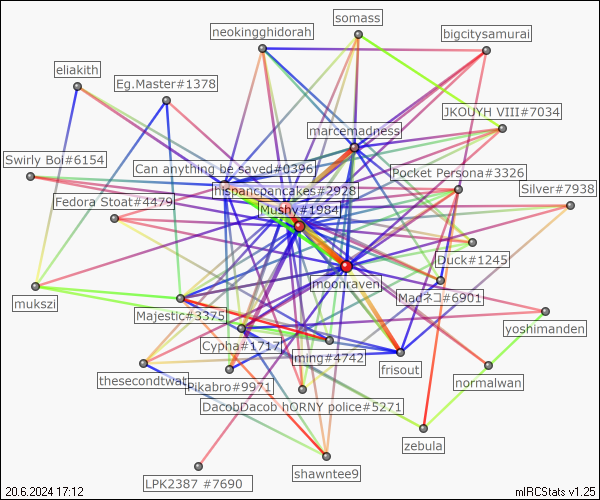 somass
neokingghidorah
bigcitysamurai
eliakith
Eg.Master#1378
JKOUYH VIII#7034
marcemadness
Swirly Boi#6154
Can anything be saved#0396
Pocket Persona#3326
hispancpancakes#2928
Silver#7938
Fedora Stoat#4479
Mushy#1984
Duck#1245
moonraven
Madネコ#6901
mukszi
Majestic#3375
yoshimanden
Cypha#1717
Iming#4742
frisout
thesecondtwat
Pikabro#9971
normalwan
DacobDacob hORNY police#5271
zebula
shawntee9
LPK2387 #7690
20.6.2024 17:12
mIRCStats v1.25